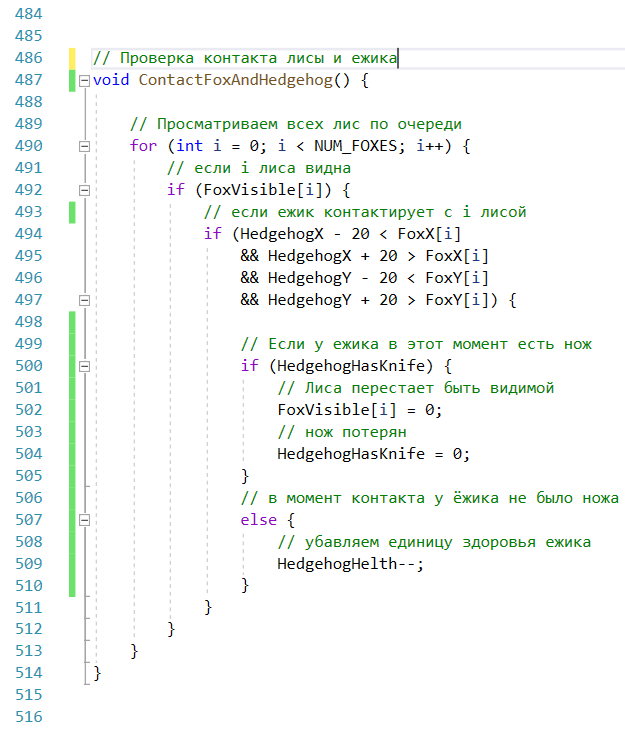 484
485
486 // Проверка контакта лисы и ежика
487 void ContactFoxAndHedgehog() {
488
489 // Просматриваем всех лис по очереди
490 for (int i = 0; i < NUM_FOXES; i++) {
491 // если i лиса видна
492 if (FoxVisible[i]) {
493 // если ежик контактирует с i лисой
494 if (HedgehogX - 20 < FoxX[i]
495 && HedgehogX + 20 > FoxX[i]
496 && HedgehogY - 20 < FoxY[i]
497 && HedgehogY + 20 > FoxY[i]) {
498
499 // Если у ежика в этот момент есть нож
500 if (HedgehogHasKnife) {
501 // Лиса перестает быть видимой
502 FoxVisible[i] = 0;
503 // нож потерян
504 HedgehogHasKnife = 0;
505 }
506 // в момент контакта у ёжика не было ножа
507 else {
508 // убавляем единицу здоровья ежика
509 HedgehogHelth--;
510 }
511 }
512 }
513 }
514 }
515
516